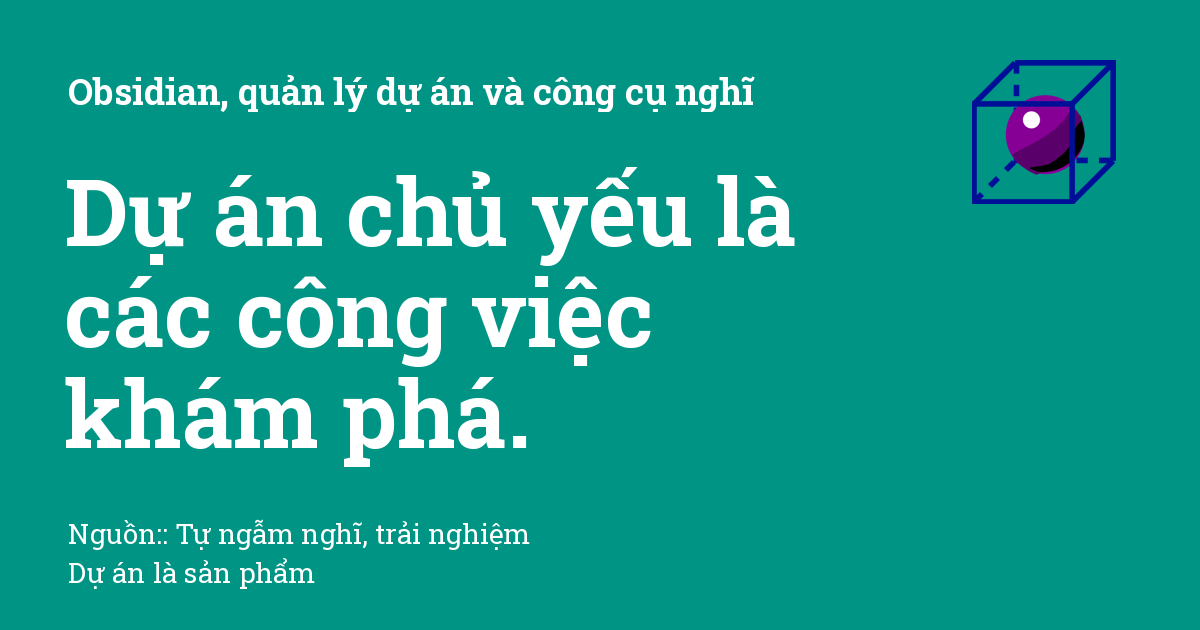 Obsidian, quản lý dự án và công cụ nghĩ
Dự án chủ yếu là
các công việc
khám phá.
Nguồn:: Tự ngẫm nghĩ, trải nghiệm
Dự án là sản phẩm